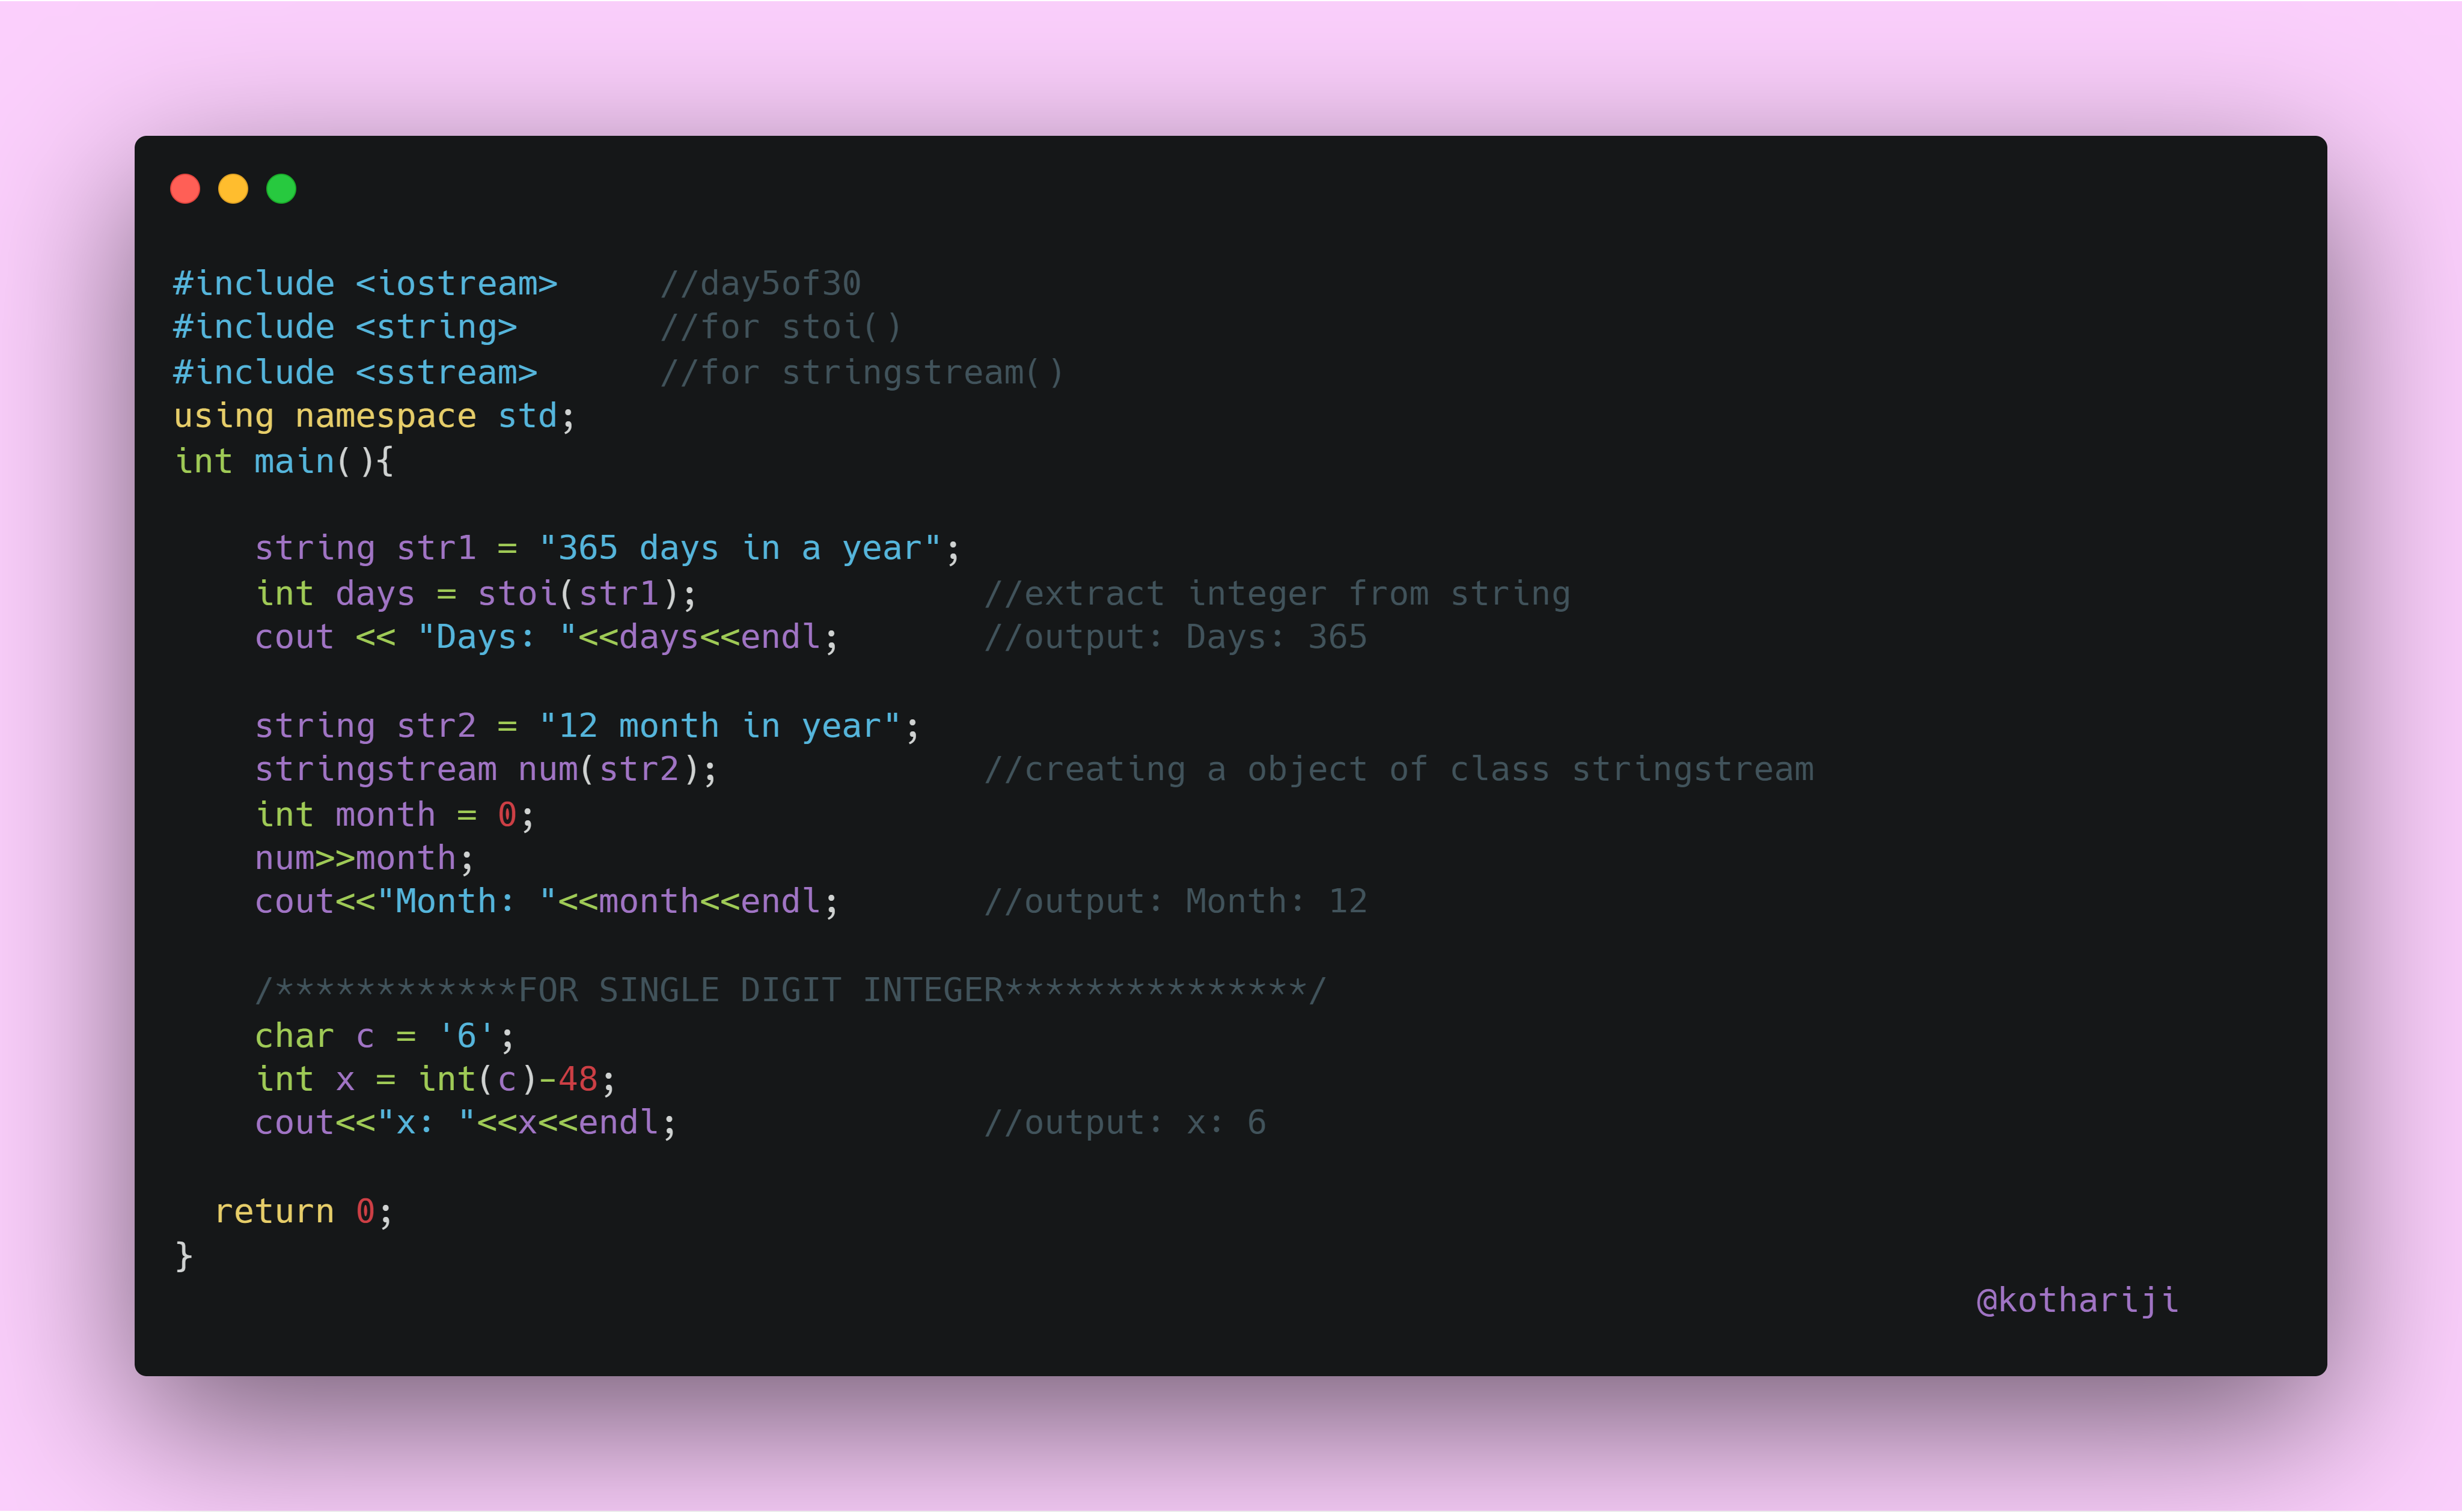 #include <iostream>     //day5of30
#include <string>       //for stoi()
#include <sstream>      //for stringstream()
using namespace std;
int main(){
    string str1 = "365 days in a year";
    int days = stoi(str1);              //extract integer from string
    cout << "Days: "<<days<<endl;       //output: Days: 365
    string str2 = "12 month in year";
    stringstream num(str2);             //creating a object of class stringstream
    int month = 0;
    num>>month;
    cout<<"Month: "<<month<<endl;       //output: Month: 12
    /************FOR SINGLE DIGIT INTEGER***************/
    char c = '6';
    int x = int(c)-48;
    cout<<"x: "<<x<<endl;               //output: x: 6
  return 0;
}
@kothariji